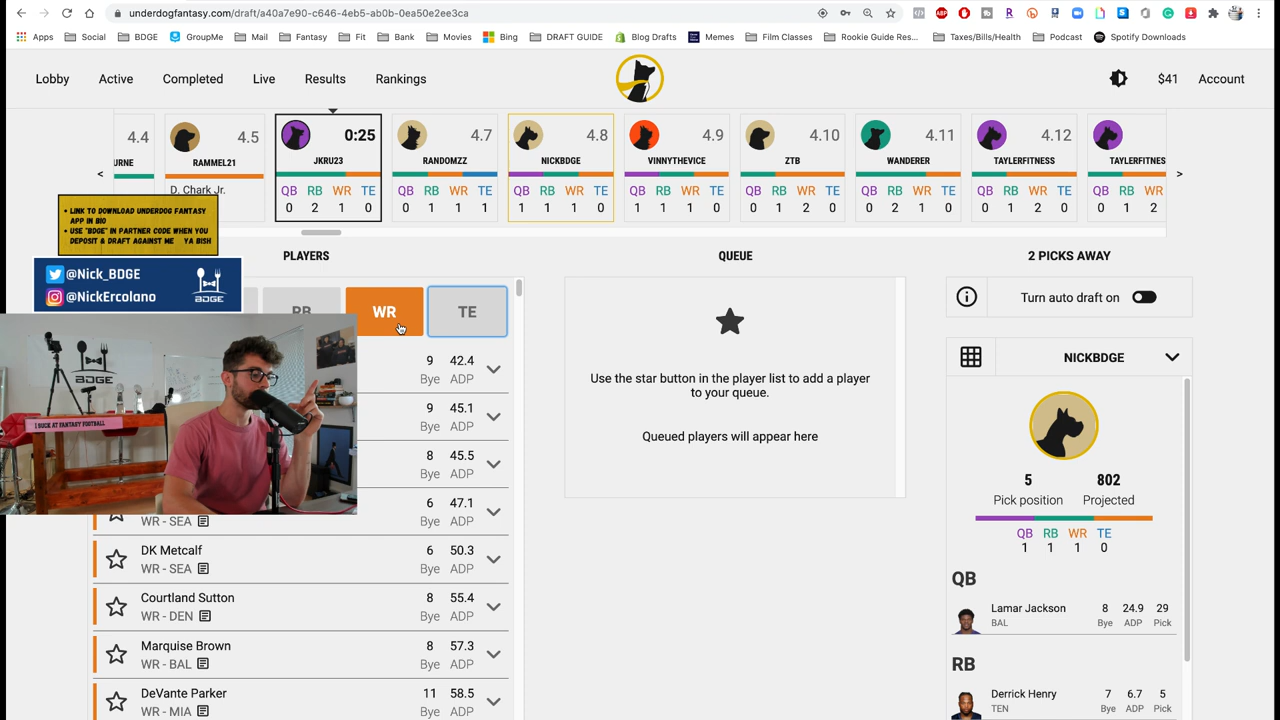 underdogfantasy.com/draft/a40a7e90-c646-4eb5-ab0b-0ea50e2ee3ca
Apps Social BDGE GroupMe Mail Fantasy Fit Bank Movies Bing DRAFT GUIDE Blog Drafts Memes Film Classes Rookie Guide Res... Taxes/Bills/Health Podcast Spotify Downloads
Lobby Active Completed Live Results Rankings $41 Account
4.4 4.5 0:25 4.7 4.8 4.9 4.10 4.11 4.12
URNE RAMMEL21 JKRU23 RANDOMZZ NICKBDGE VINNYTHEVICE ZTB WANDERER TAYLERFITNESS TAYLERFITNES
< D. Chark Jr. QB RB WR TE QB RB WR TE QB RB WR TE QB RB WR TE QB RB WR TE QB RB WR TE QB RB WR TE QB RB WR >
0 2 1 0 0 1 1 1 1 1 1 0 1 1 1 0 0 1 2 0 0 2 1 0 0 1 2 0 0 1 2
• LINK TO DOWNLOAD UNDERDOG FANTASY
APP IN BIO
• USE "BDGE" IN PARTNER CODE WHEN YOU
DEPOSIT & DRAFT AGAINST ME YA BISH
PLAYERS QUEUE 2 PICKS AWAY
@Nick_BDGE
@NickErcolano
BDGE
RB WR TE
Turn auto draft on
BDGE
I SUCK AT FANTASY FOOTBALL
9 42.4
Bye ADP
9 45.1
Bye ADP
8 45.5
Bye ADP
6 47.1
WR - SEA Bye ADP
DK Metcalf 6 50.3
WR - SEA Bye ADP
Courtland Sutton 8 55.4
WR - DEN Bye ADP
Marquise Brown 8 57.3
WR - BAL Bye ADP
DeVante Parker 11 58.5
WR - MIA Bye ADP
Use the star button in the player list to add a player
to your queue.
Queued players will appear here
NICKBDGE
5 802
Pick position Projected
QB RB WR TE
1 1 1 0
QB
Lamar Jackson 8 24.9 29
BAL Bye ADP Pick
RB
Derrick Henry 7 6.7 5
TEN Bye ADP Pick